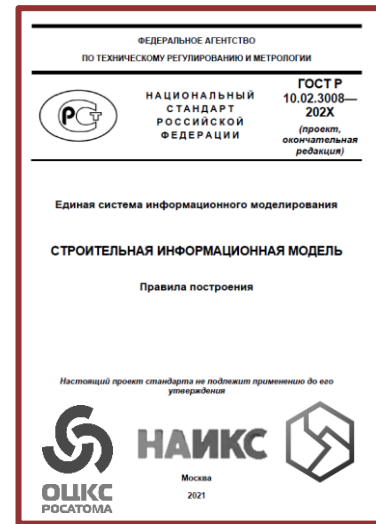 ФЕДЕРАЛЬНОЕ АГЕНТСТВО
ПО ТЕХНИЧЕСКОМУ РЕГУЛИРОВАНИЮ И МЕТРОЛОГИИ
НАЦИОНАЛЬНЫЙ
СТАНДАРТ
РОССИЙСКОЙ
ФЕДЕРАЦИИ
ГОСТ Р
10.02.3008—
202Х
(проект,
окончательная
редакция)
Единая система информационного моделирования
СТРОИТЕЛЬНАЯ ИНФОРМАЦИОННАЯ МОДЕЛЬ
Правила построения
Настоящий проект стандарта не подлежит применению до его
утверждения
НАИКС
ОЦКС
РОСАТОМА
Москва
2021